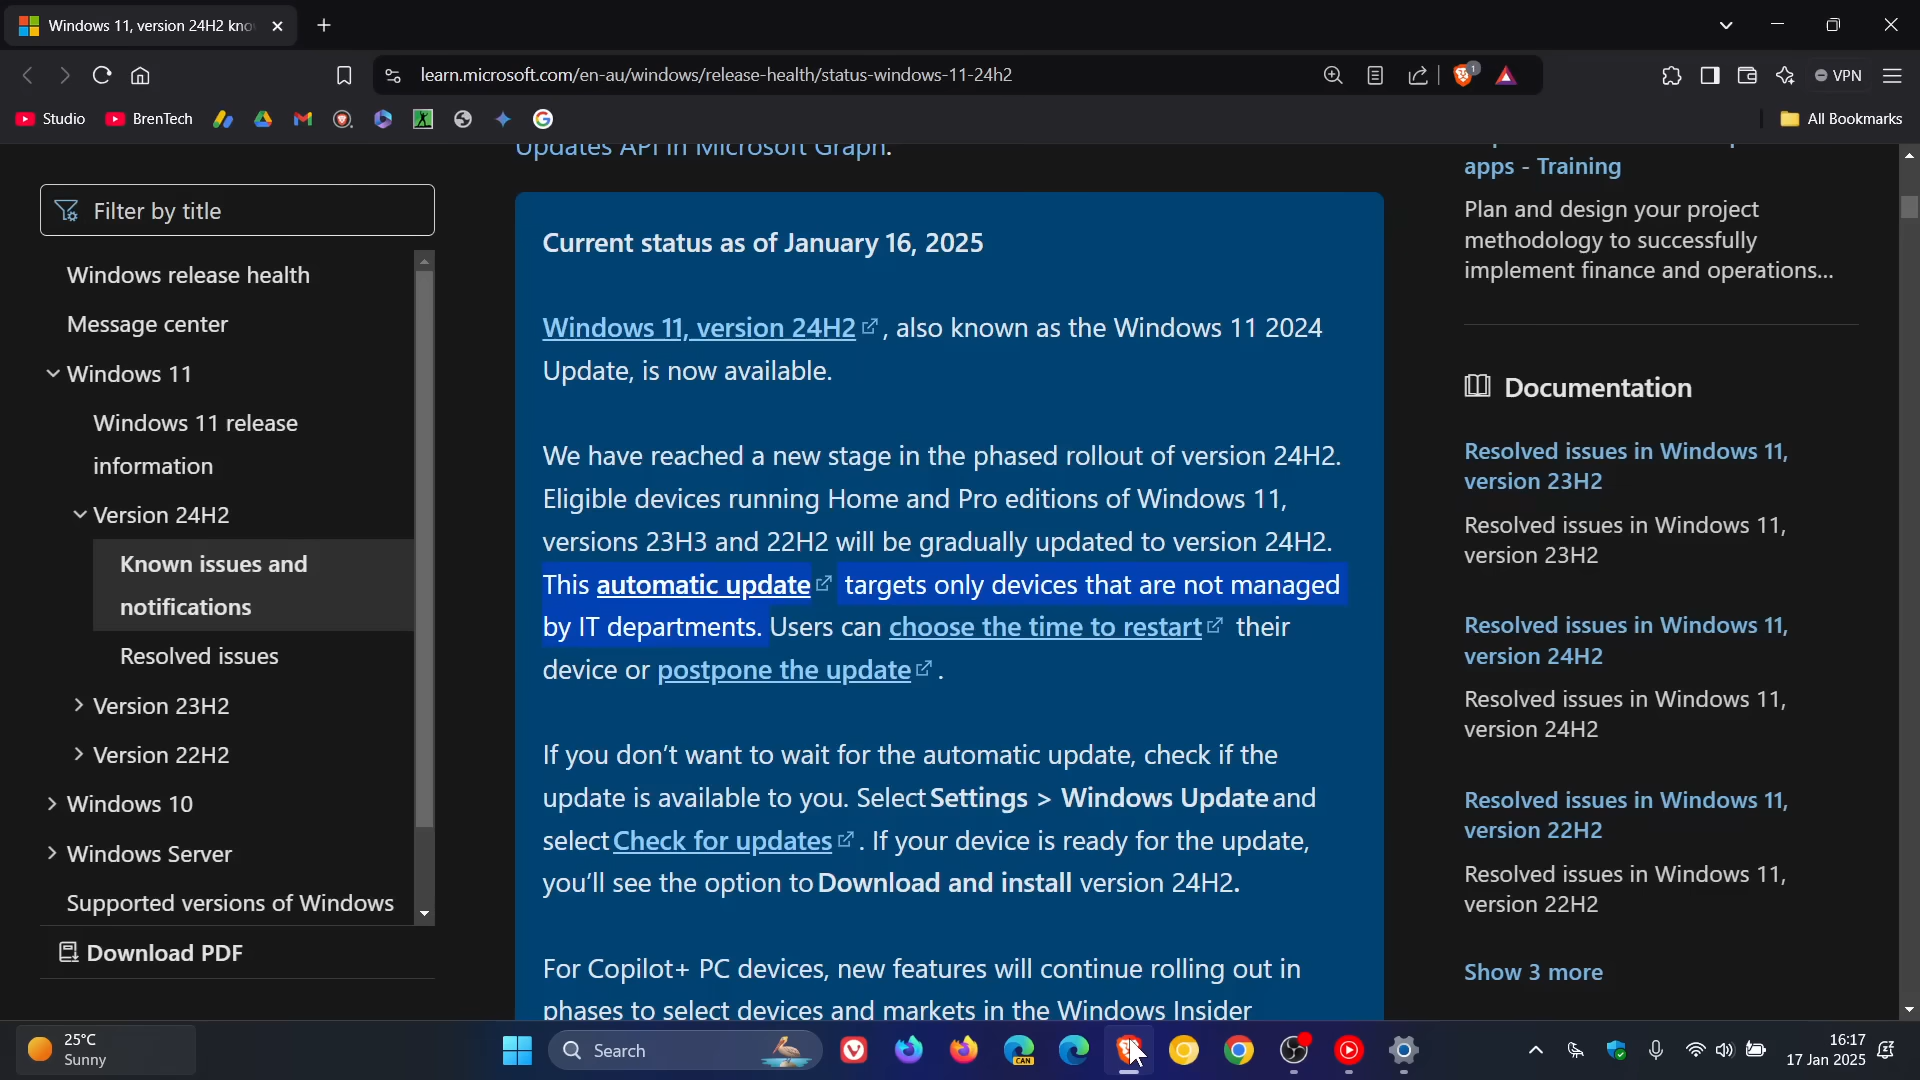 Windows 11, version 24H2 kno
learn.microsoft.com/en-au/windows/release-health/status-windows-11-24h2
1
VPN
Studio
BrenTech
All Bookmarks
Updates API in Microsoft Graph.
Filter by title
Windows release health
Message center
Windows 11
Windows 11 release
information
Version 24H2
Known issues and
notifications
Resolved issues
Version 23H2
Version 22H2
Windows 10
Windows Server
Supported versions of Windows
Download PDF
Current status as of January 16, 2025
Windows 11, version 24H2 , also known as the Windows 11 2024
Update, is now available.
We have reached a new stage in the phased rollout of version 24H2.
Eligible devices running Home and Pro editions of Windows 11,
versions 23H3 and 22H2 will be gradually updated to version 24H2.
This automatic update targets only devices that are not managed
by IT departments. Users can choose the time to restart their
device or postpone the update .
If you don’t want to wait for the automatic update, check if the
update is available to you. Select Settings > Windows Update and
select Check for updates . If your device is ready for the update,
you’ll see the option to Download and install version 24H2.
For Copilot+ PC devices, new features will continue rolling out in
phases to select devices and markets in the Windows Insider
apps - Training
Plan and design your project
methodology to successfully
implement finance and operations...
Documentation
Resolved issues in Windows 11,
version 23H2
Resolved issues in Windows 11,
version 23H2
Resolved issues in Windows 11,
version 24H2
Resolved issues in Windows 11,
version 24H2
Resolved issues in Windows 11,
version 22H2
Resolved issues in Windows 11,
version 22H2
Show 3 more
25°C
Sunny
Search
CAN
16:17
17 Jan 2025